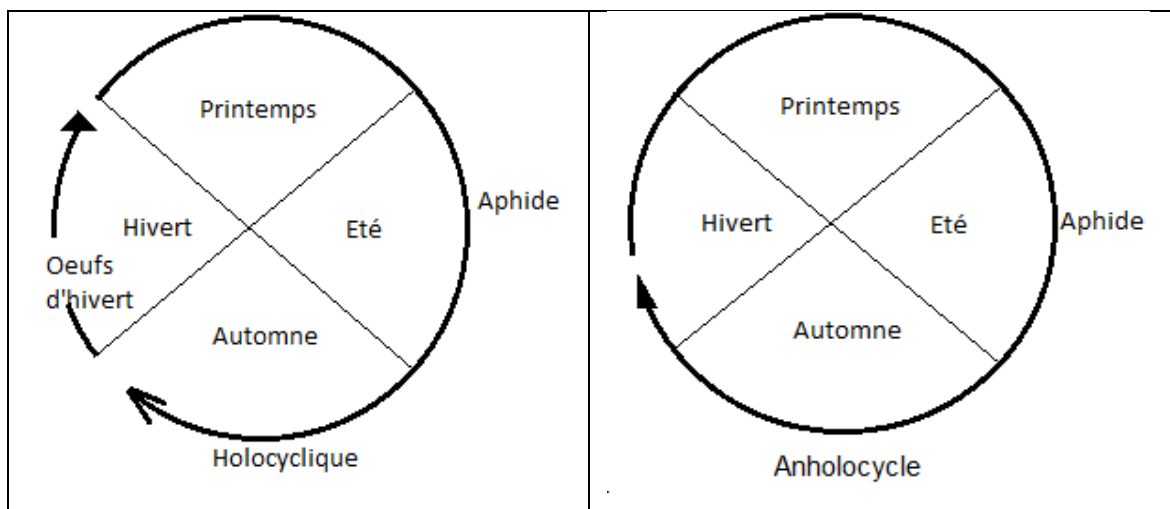 Printemps
Aphide
Hivert
Eté
Oeufs
d'hivert
Automne
Holocyclique
Printemps
Hivert
Eté
Aphide
Automne
Anholocycle
.